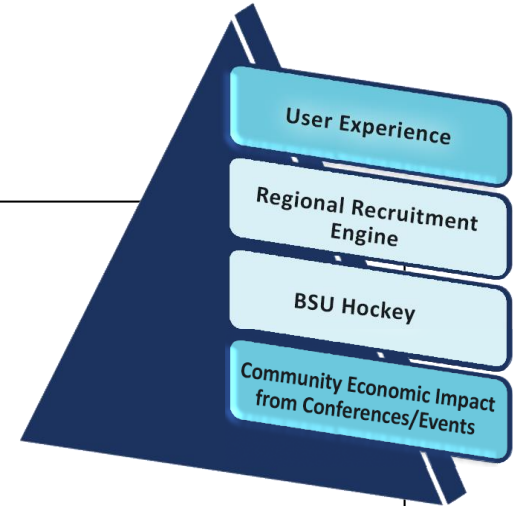 User Experience
Regional Recruitment
Engine
BSU Hockey
Community Economic Impact
from Conferences/Events